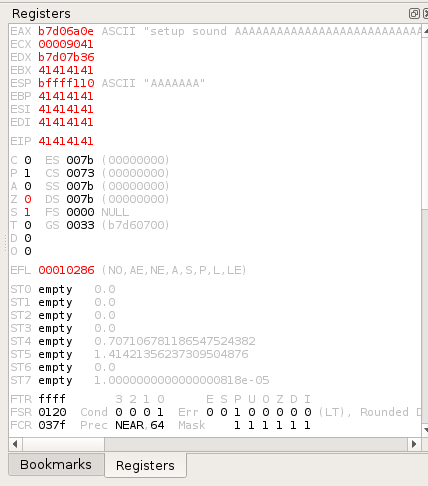 Registers
EAX b7d06a0e ASCII "setup sound AAAAAAAAAAAAAAAAAAAAAAAAAAAA
ECX 00009041
EDX b7d07b36
EBX 41414141
ESP bffff110 ASCII "AAAAAAA"
EBP 41414141
ESI 41414141
EDI 41414141
EIP 41414141
C 0 ES 007b (00000000)
P 1 CS 0073 (00000000)
A 0 SS 007b (00000000)
Z 0 DS 007b (00000000)
S 1 FS 0000 NULL
T 0 GS 0033 (b7d60700)
D 0
O 0
EFL 00010286 (NO,AE,NE,A,S,P,L,LE)
ST0 empty 0.0
ST1 empty 0.0
ST2 empty 0.0
ST3 empty 0.0
ST4 empty 0.707106781186547524382
ST5 empty 1.41421356237309504876
ST6 empty 0.0
ST7 empty 1.0000000000000000818e-05
FTR ffff 3 2 1 0 E S P U O Z D I
FSR 0120 Cond 0 0 0 1 Err 0 0 1 0 0 0 0 0 (LT), Rounded D
FCR 037f Prec NEAR,64 Mask 1 1 1 1 1 1
Bookmarks Registers